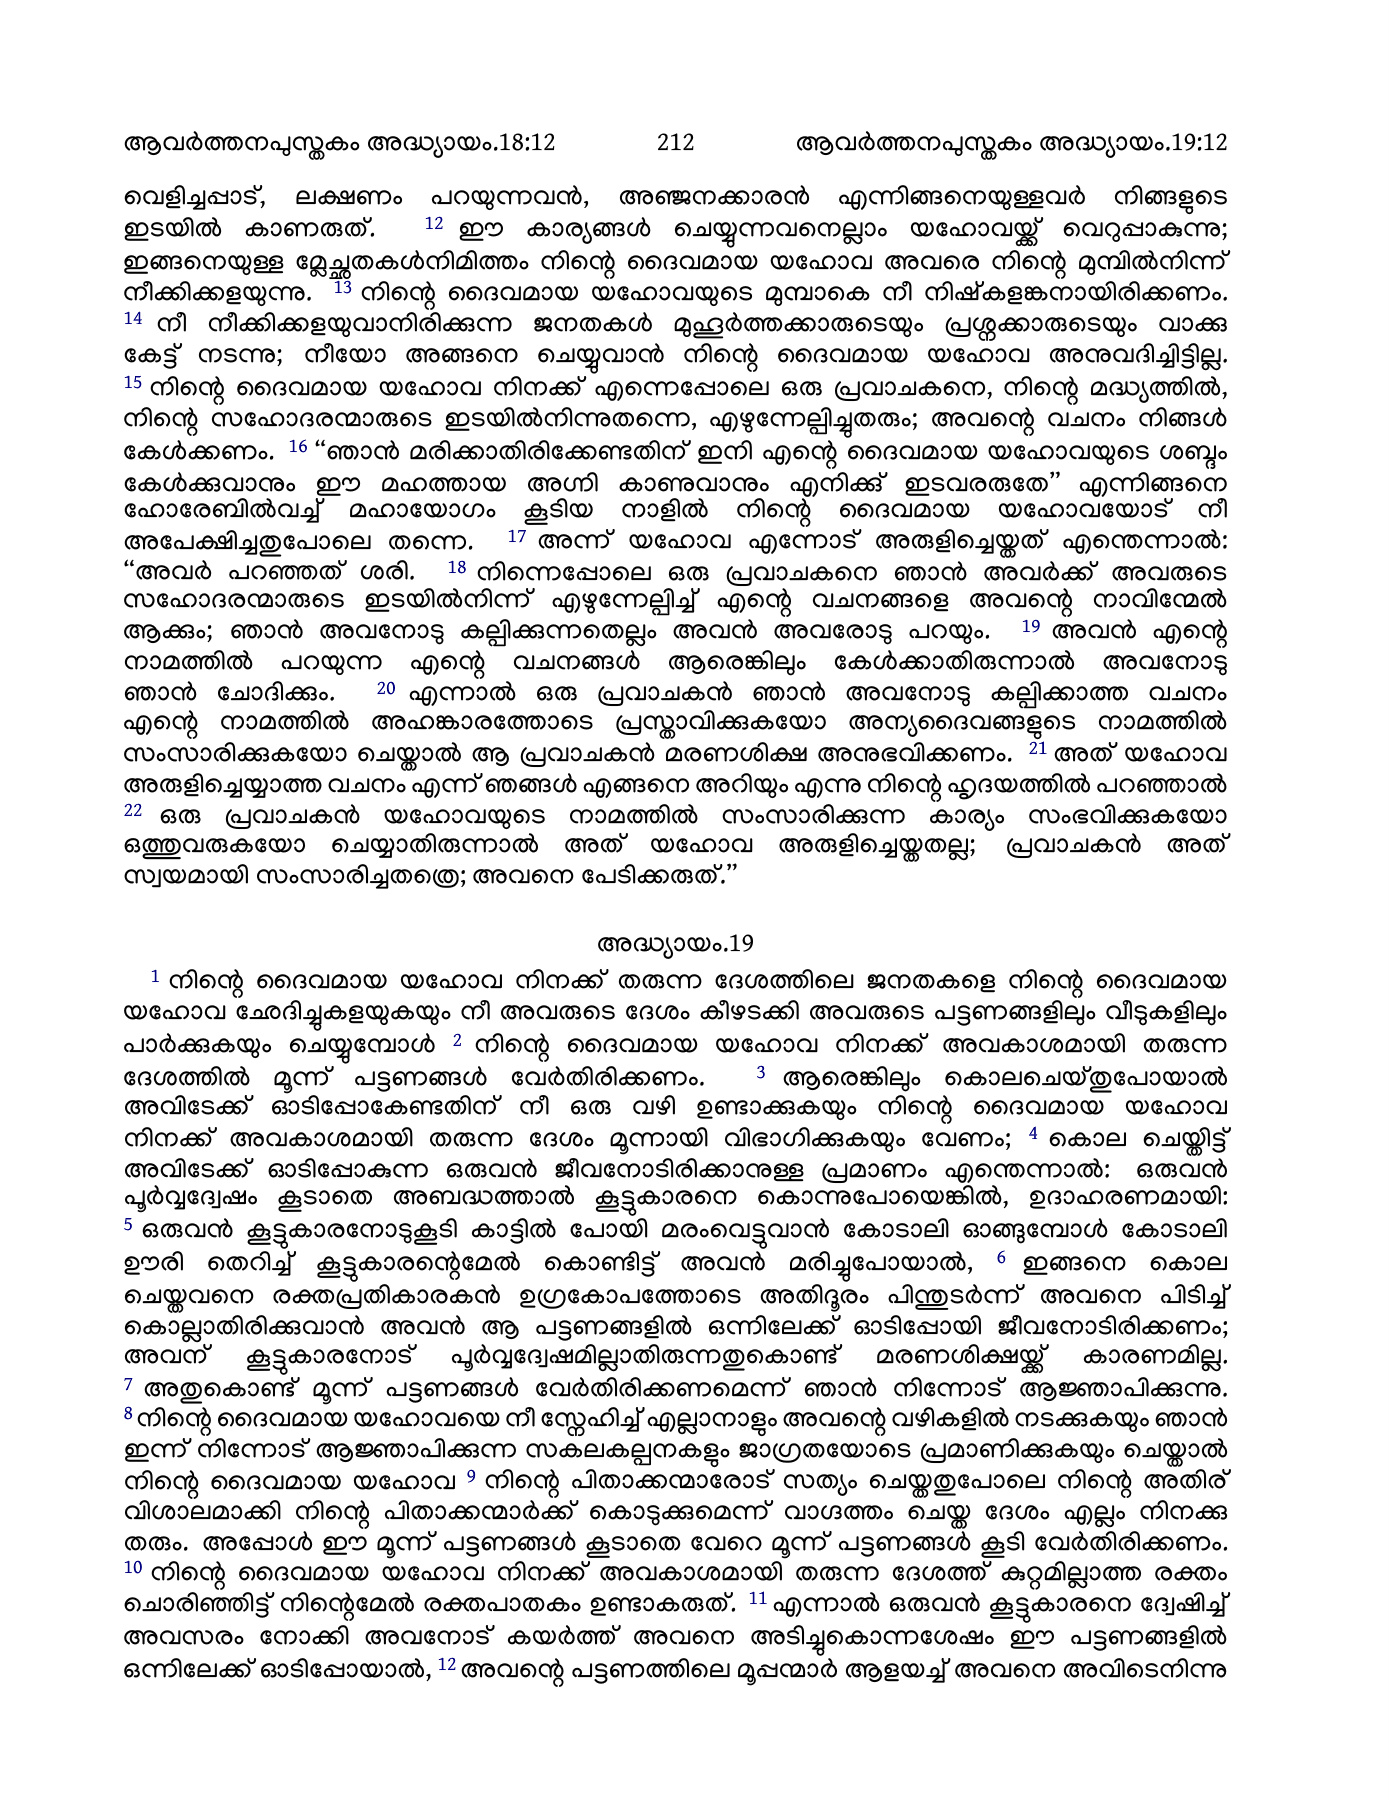 ആവർത്തനപുസ്തകം അദ്ധ്യായം.18:12 212 ആവർത്തനപുസ്തകം അദ്ധ്യായം.19:12
വെളിച്ചപ്പാട്, ലക്ഷണം പറയുന്നവൻ, അഞ്ജനക്കാരൻ എന്നിങ്ങനെയുള്ളവർ നിങ്ങളുടെ
ഇടയിൽ കാണരുത്. 12 ഈ കാര്യങ്ങൾ ചെയ്യുന്നവനെല്ലാം യഹോവയ്ക്ക് വെറുപ്പാകുന്നു;
ഇങ്ങനെയുള്ള മ്ലേച്ഛതകൾനിമിത്തം നിന്റെ ദൈവമായ യഹോവ അവരെ നിന്റെ മുമ്പിൽനിന്ന്
നീക്കിക്കളയുന്നു. 13 നിന്റെ ദൈവമായ യഹോവയുടെ മുമ്പാകെ നീ നിഷ്കളങ്കനായിരിക്കണം.
14 നീ നീക്കിക്കളയുവാനിരിക്കുന്ന ജനതകൾ മുഹൂർത്തക്കാരുടെയും പ്രശ്നക്കാരുടെയും വാക്കു
കേട്ട് നടന്നു; നീയോ അങ്ങനെ ചെയ്യുവാൻ നിന്റെ ദൈവമായ യഹോവ അനുവദിച്ചിട്ടില്ല.
15 നിന്റെ ദൈവമായ യഹോവ നിനക്ക് എന്നെപ്പോലെ ഒരു പ്രവാചകനെ, നിന്റെ മദ്ധ്യത്തിൽ,
നിന്റെ സഹോദരന്മാരുടെ ഇടയിൽനിന്നുതന്നെ, എഴുന്നേല്പിച്ചുതരും; അവന്റെ വചനം നിങ്ങൾ
കേൾക്കണം. 16 “ഞാൻ മരിക്കാതിരിക്കേണ്ടതിന് ഇനി എന്റെ ദൈവമായ യഹോവയുടെ ശബ്ദം
കേൾക്കുവാനും ഈ മഹത്തായ അഗ്നി കാണുവാനും എനിക്കു് ഇടവരരുതേ” എന്നിങ്ങനെ
ഹോരേബിൽവച്ച് മഹായോഗം കൂടിയ നാളിൽ നിന്റെ ദൈവമായ യഹോവയോട് നീ
അപേക്ഷിച്ചതുപോലെ തന്നെ. 17 അന്ന് യഹോവ എന്നോട് അരുളിച്ചെയ്തത് എന്തെന്നാൽ:
“അവർ പറഞ്ഞത് ശരി. 18 നിന്നെപ്പോലെ ഒരു പ്രവാചകനെ ഞാൻ അവർക്ക് അവരുടെ
സഹോദരന്മാരുടെ ഇടയിൽനിന്ന് എഴുന്നേല്പിച്ച് എന്റെ വചനങ്ങളെ അവന്റെ നാവിന്മേൽ
ആക്കും; ഞാൻ അവനോടു കല്പിക്കുന്നതെല്ലം അവൻ അവരോടു പറയും. 19 അവൻ എന്റെ
നാമത്തിൽ പറയുന്ന എന്റെ വചനങ്ങൾ ആരെങ്കിലും കേൾക്കാതിരുന്നാൽ അവനോടു
ഞാൻ ചോദിക്കും. 20 എന്നാൽ ഒരു പ്രവാചകൻ ഞാൻ അവനോടു കല്പിക്കാത്ത വചനം
എന്റെ നാമത്തിൽ അഹങ്കാരത്തോടെ പ്രസ്താവിക്കുകയോ അന്യദൈവങ്ങളുടെ നാമത്തിൽ
സംസാരിക്കുകയോ ചെയ്താൽ ആ പ്രവാചകൻ മരണശിക്ഷ അനുഭവിക്കണം. 21 അത് യഹോവ
അരുളിച്ചെയ്യാത്ത വചനം എന്ന് ഞങ്ങൾ എങ്ങനെ അറിയും എന്നു നിന്റെ ഹൃദയത്തിൽ പറഞ്ഞാൽ
22 ഒരു പ്രവാചകൻ യഹോവയുടെ നാമത്തിൽ സംസാരിക്കുന്ന കാര്യം സംഭവിക്കുകയോ
ഒത്തുവരുകയോ ചെയ്യാതിരുന്നാൽ അത് യഹോവ അരുളിച്ചെയ്തതല്ല; പ്രവാചകൻ അത്
സ്വയമായി സംസാരിച്ചതത്രെ; അവനെ പേടിക്കരുത്.”
അദ്ധ്യായം.19
1 നിന്റെ ദൈവമായ യഹോവ നിനക്ക് തരുന്ന ദേശത്തിലെ ജനതകളെ നിന്റെ ദൈവമായ
യഹോവ ഛേദിച്ചുകളയുകയും നീ അവരുടെ ദേശം കീഴടക്കി അവരുടെ പട്ടണങ്ങളിലും വീടുകളിലും
പാർക്കുകയും ചെയ്യുമ്പോൾ 2 നിന്റെ ദൈവമായ യഹോവ നിനക്ക് അവകാശമായി തരുന്ന
ദേശത്തിൽ മൂന്ന് പട്ടണങ്ങൾ വേർതിരിക്കണം. 3 ആരെങ്കിലും കൊലചെയ്തുപോയാൽ
അവിടേക്ക് ഓടിപ്പോകേണ്ടതിന് നീ ഒരു വഴി ഉണ്ടാക്കുകയും നിന്റെ ദൈവമായ യഹോവ
നിനക്ക് അവകാശമായി തരുന്ന ദേശം മൂന്നായി വിഭാഗിക്കുകയും വേണം; 4 കൊല ചെയ്തിട്ട്
അവിടേക്ക് ഓടിപ്പോകുന്ന ഒരുവൻ ജീവനോടിരിക്കാനുള്ള പ്രമാണം എന്തെന്നാൽ: ഒരുവൻ
പൂർവ്വദ്വേഷം കൂടാതെ അബദ്ധത്താൽ കൂട്ടുകാരനെ കൊന്നുപോയെങ്കിൽ, ഉദാഹരണമായി:
5 ഒരുവൻ കൂട്ടുകാരനോടുകൂടി കാട്ടിൽ പോയി മരംവെട്ടുവാൻ കോടാലി ഓങ്ങുമ്പോൾ കോടാലി
ഊരി തെറിച്ച് കൂട്ടുകാരന്റെമേൽ കൊണ്ടിട്ട് അവൻ മരിച്ചുപോയാൽ, 6 ഇങ്ങനെ കൊല
ചെയ്തവനെ രക്തപ്രതികാരകൻ ഉഗ്രകോപത്തോടെ അതിദൂരം പിന്തുടർന്ന് അവനെ പിടിച്ച്
കൊല്ലാതിരിക്കുവാൻ അവൻ ആ പട്ടണങ്ങളിൽ ഒന്നിലേക്ക് ഓടിപ്പോയി ജീവനോടിരിക്കണം;
അവന് കൂട്ടുകാരനോട് പൂർവ്വദ്വേഷമില്ലാതിരുന്നതുകൊണ്ട് മരണശിക്ഷയ്ക്ക് കാരണമില്ല.
7 അതുകൊണ്ട് മൂന്ന് പട്ടണങ്ങൾ വേർതിരിക്കണമെന്ന് ഞാൻ നിന്നോട് ആജ്ഞാപിക്കുന്നു.
8 നിന്റെ ദൈവമായ യഹോവയെ നീ സ്നേഹിച്ച് എല്ലാനാളും അവന്റെ വഴികളിൽ നടക്കുകയും ഞാൻ
ഇന്ന് നിന്നോട് ആജ്ഞാപിക്കുന്ന സകലകല്പനകളും ജാഗ്രതയോടെ പ്രമാണിക്കുകയും ചെയ്താൽ
നിന്റെ ദൈവമായ യഹോവ 9 നിന്റെ പിതാക്കന്മാരോട് സത്യം ചെയ്തതുപോലെ നിന്റെ അതിര്
വിശാലമാക്കി നിന്റെ പിതാക്കന്മാർക്ക് കൊടുക്കുമെന്ന് വാഗ്ദത്തം ചെയ്ത ദേശം എല്ലം നിനക്കു
തരും. അപ്പോൾ ഈ മൂന്ന് പട്ടണങ്ങൾ കൂടാതെ വേറെ മൂന്ന് പട്ടണങ്ങൾ കൂടി വേർതിരിക്കണം.
10 നിന്റെ ദൈവമായ യഹോവ നിനക്ക് അവകാശമായി തരുന്ന ദേശത്ത് കുറ്റമില്ലാത്ത രക്തം
ചൊരിഞ്ഞിട്ട് നിന്റെമേൽ രക്തപാതകം ഉണ്ടാകരുത്. 11 എന്നാൽ ഒരുവൻ കൂട്ടുകാരനെ ദ്വേഷിച്ച്
അവസരം നോക്കി അവനോട് കയർത്ത് അവനെ അടിച്ചുകൊന്നശേഷം ഈ പട്ടണങ്ങളിൽ
ഒന്നിലേക്ക് ഓടിപ്പോയാൽ, 12 അവന്റെ പട്ടണത്തിലെ മൂപ്പന്മാർ ആളയച്ച് അവനെ അവിടെനിന്നു